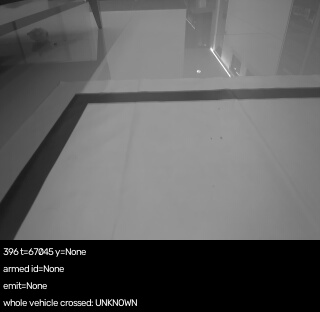 396 t=67045 y=None
armed id=None
emit=None
whole vehicle crossed: UNKNOWN